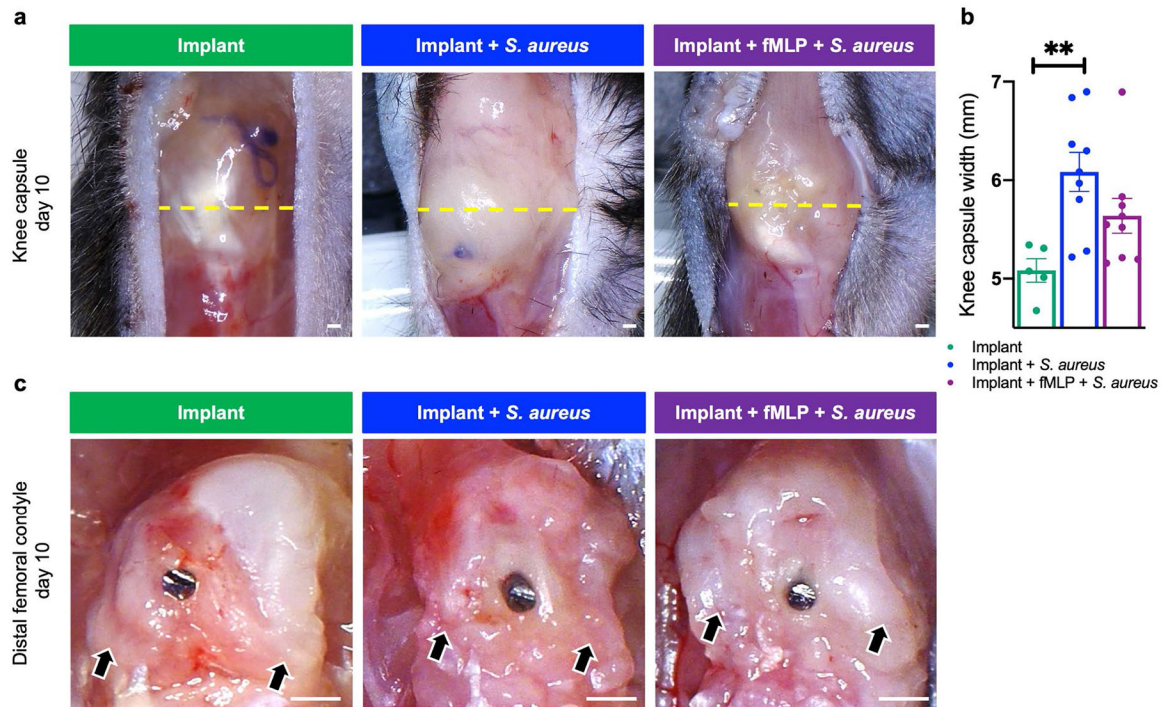 a
Implant
Implant + S. aureus
Implant + fMLP + S. aureus
Knee capsule
day 10
b
**
Knee capsule width (mm)
7
6
5
Implant
Implant + S. aureus
Implant + fMLP + S. aureus
c
Implant
Implant + S. aureus
Implant + fMLP + S. aureus
Distal femoral condyle
day 10